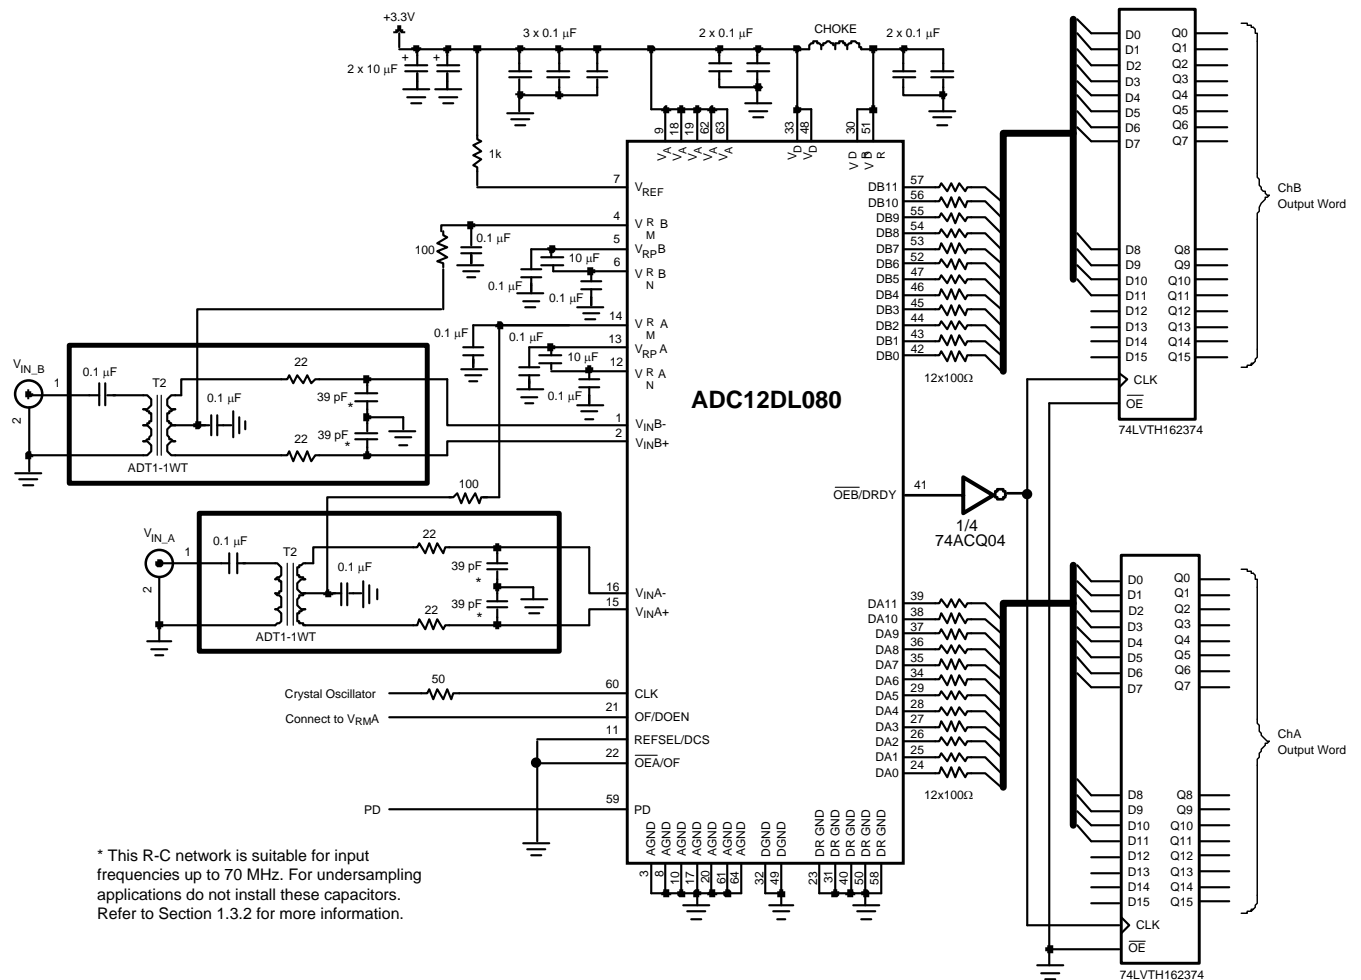 +3.3V
2 x 10 µF
3 x 0.1 µF
2 x 0.1 µF
CHOKE
2 x 0.1 µF
1k
9
18
19
62
63
33
48
30
51
VA
VA
VA
VA
VA
VD
VD
VDR
VDR
7
VREF
4
VRMB
5
VRPB
6
VRNB
100
0.1 µF
10 µF
0.1 µF
0.1 µF
14
VRMA
13
VRPA
12
VRNA
0.1 µF
0.1 µF
10 µF
0.1 µF
VIN_B
1
2
0.1 µF
T2
0.1 µF
22
22
39 pF
*
39 pF
*
ADT1-1WT
1
VINB-
2
VINB+
100
VIN_A
1
2
0.1 µF
T2
0.1 µF
22
22
39 pF
*
39 pF
*
ADT1-1WT
16
VINA-
15
VINA+
Crystal Oscillator
50
60
CLK
Connect to VRMA
21
OF/DOEN
11
REFSEL/DCS
22
OEA/OF
PD
59
PD
ADC12DL080
AGND
AGND
AGND
AGND
AGND
AGND
AGND
DGND
DGND
DR GND
DR GND
DR GND
DR GND
DR GND
3
8
10
17
20
61
64
32
49
23
31
40
50
58
DB11 57
DB10 56
DB9 55
DB8 54
DB7 53
DB6 52
DB5 47
DB4 46
DB3 45
DB2 44
DB1 43
DB0 42
12x100Ω
OEB/DRDY 41
1/4
74ACQ04
DA11 39
DA10 38
DA9 37
DA8 36
DA7 35
DA6 34
DA5 29
DA4 28
DA3 27
DA2 26
DA1 25
DA0 24
12x100Ω
D0 Q0
D1 Q1
D2 Q2
D3 Q3
D4 Q4
D5 Q5
D6 Q6
D7 Q7
D8 Q8
D9 Q9
D10 Q10
D11 Q11
D12 Q12
D13 Q13
D14 Q14
D15 Q15
CLK
OE
74LVTH162374
ChB
Output Word
D0 Q0
D1 Q1
D2 Q2
D3 Q3
D4 Q4
D5 Q5
D6 Q6
D7 Q7
D8 Q8
D9 Q9
D10 Q10
D11 Q11
D12 Q12
D13 Q13
D14 Q14
D15 Q15
CLK
OE
74LVTH162374
ChA
Output Word
* This R-C network is suitable for input
frequencies up to 70 MHz. For undersampling
applications do not install these capacitors.
Refer to Section 1.3.2 for more information.